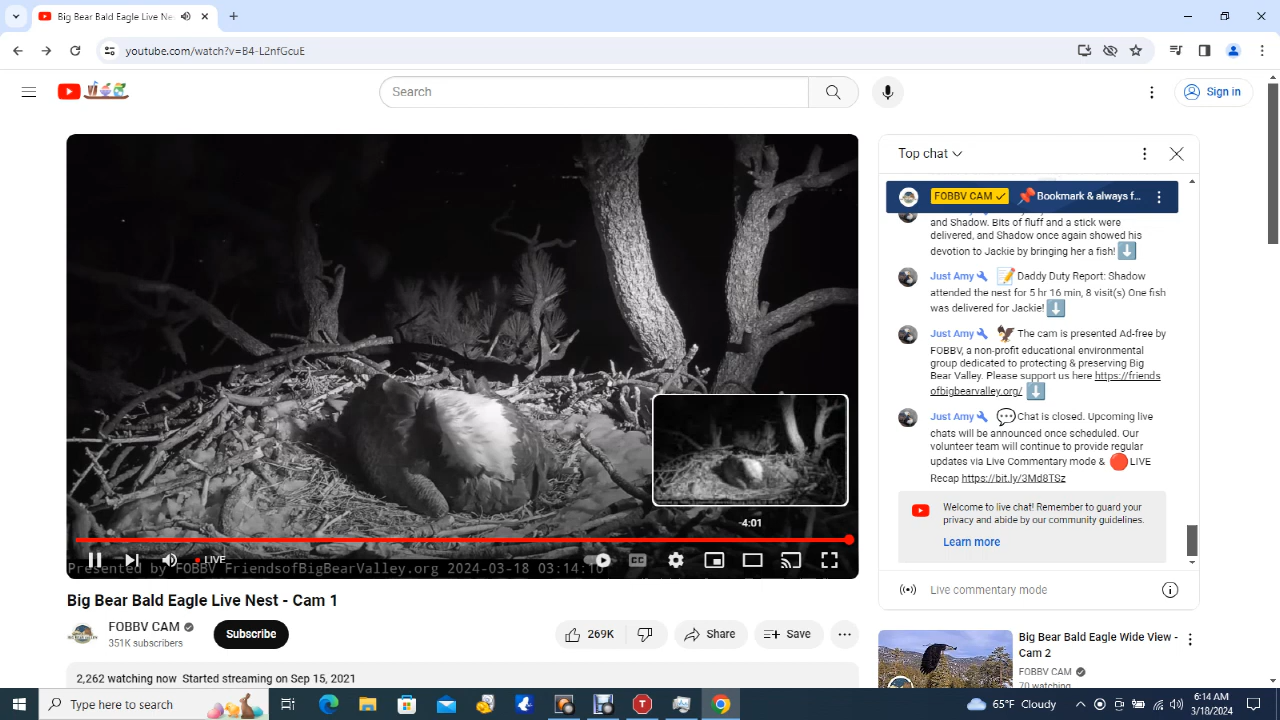 Big Bear Bald Eagle Live Ne
youtube.com/watch?v=B4-L2nfGcuE
Search
Sign in
Top chat
FOBBV CAM Bookmark & always f...
and Shadow. Bits of fluff and a stick were
delivered, and Shadow once again showed his
devotion to Jackie by bringing her a fish!
Just Amy Daddy Duty Report: Shadow
attended the nest for 5 hr 16 min, 8 visit(s) One fish
was delivered for Jackie!
Just Amy The cam is presented Ad-free by
FOBBV, a non-profit educational environmental
group dedicated to protecting & preserving Big
Bear Valley. Please support us here https://friends
ofbigbearvalley.org/
Just Amy Chat is closed. Upcoming live
chats will be announced once scheduled. Our
volunteer team will continue to provide regular
updates via Live Commentary mode & LIVE
Recap https://bit.ly/3Md8TSz
Welcome to live chat! Remember to guard your
privacy and abide by our community guidelines.
Learn more
Live commentary mode
-4:01
LIVE
CC
Presented by FOBBV FriendsofBigBearValley.org 2024-03-18 03:14:10
Big Bear Bald Eagle Live Nest - Cam 1
FOBBV CAM
351K subscribers
Subscribe
269K
Share
Save
2,262 watching now Started streaming on Sep 15, 2021
Big Bear Bald Eagle Wide View -
Cam 2
FOBBV CAM
70 watching
Type here to search
65°F Cloudy
6:14 AM
3/18/2024